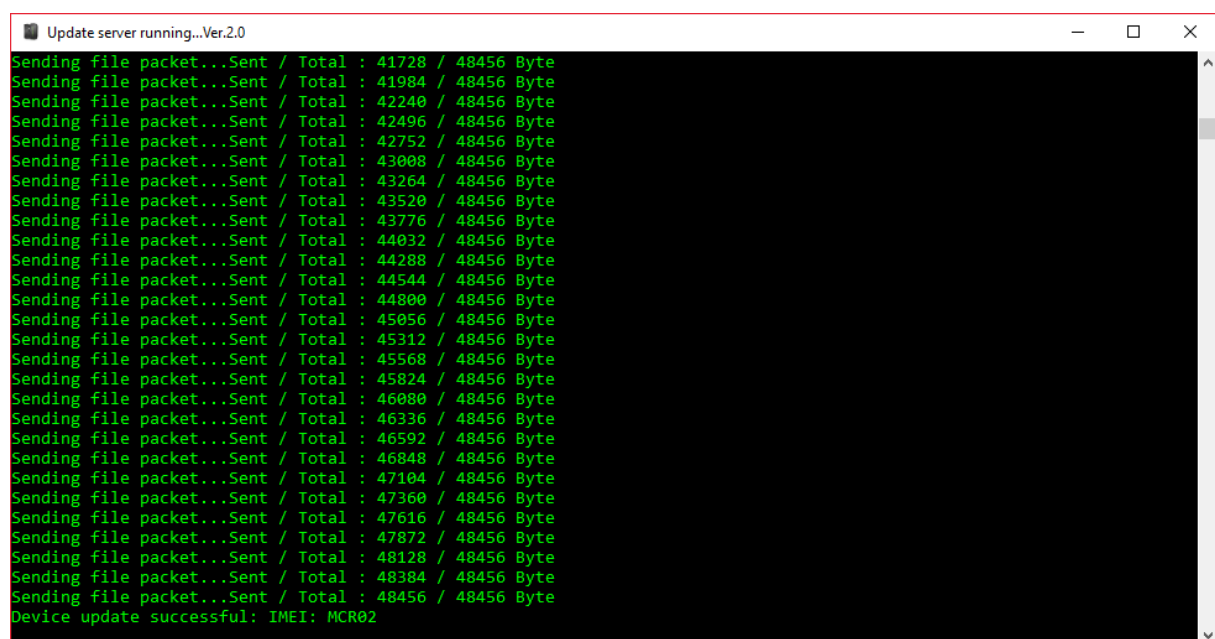 Update server running...Ver.2.0
Sending file packet...Sent / Total : 41728 / 48456 Byte
Sending file packet...Sent / Total : 41984 / 48456 Byte
Sending file packet...Sent / Total : 42240 / 48456 Byte
Sending file packet...Sent / Total : 42496 / 48456 Byte
Sending file packet...Sent / Total : 42752 / 48456 Byte
Sending file packet...Sent / Total : 43008 / 48456 Byte
Sending file packet...Sent / Total : 43264 / 48456 Byte
Sending file packet...Sent / Total : 43520 / 48456 Byte
Sending file packet...Sent / Total : 43776 / 48456 Byte
Sending file packet...Sent / Total : 44032 / 48456 Byte
Sending file packet...Sent / Total : 44288 / 48456 Byte
Sending file packet...Sent / Total : 44544 / 48456 Byte
Sending file packet...Sent / Total : 44800 / 48456 Byte
Sending file packet...Sent / Total : 45056 / 48456 Byte
Sending file packet...Sent / Total : 45312 / 48456 Byte
Sending file packet...Sent / Total : 45568 / 48456 Byte
Sending file packet...Sent / Total : 45824 / 48456 Byte
Sending file packet...Sent / Total : 46080 / 48456 Byte
Sending file packet...Sent / Total : 46336 / 48456 Byte
Sending file packet...Sent / Total : 46592 / 48456 Byte
Sending file packet...Sent / Total : 46848 / 48456 Byte
Sending file packet...Sent / Total : 47104 / 48456 Byte
Sending file packet...Sent / Total : 47360 / 48456 Byte
Sending file packet...Sent / Total : 47616 / 48456 Byte
Sending file packet...Sent / Total : 47872 / 48456 Byte
Sending file packet...Sent / Total : 48128 / 48456 Byte
Sending file packet...Sent / Total : 48384 / 48456 Byte
Sending file packet...Sent / Total : 48456 / 48456 Byte
Device update successful: IMEI: MCR02